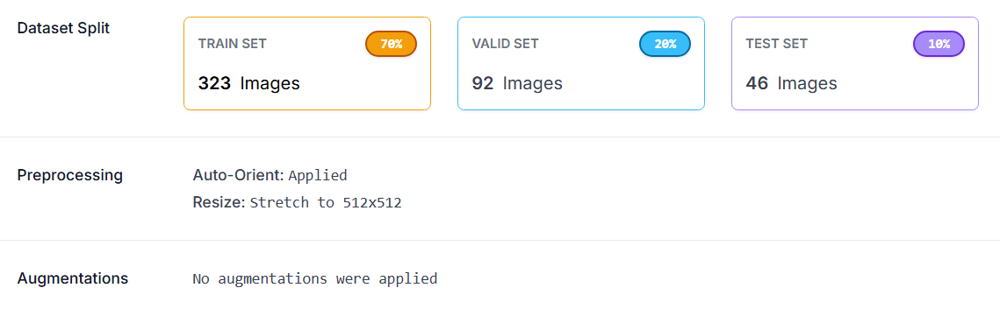 Dataset Split
TRAIN SET 70%
323 Images
VALID SET 20%
92 Images
TEST SET 10%
46 Images
Preprocessing
Auto-Orient: Applied
Resize: Stretch to 512x512
Augmentations
No augmentations were applied